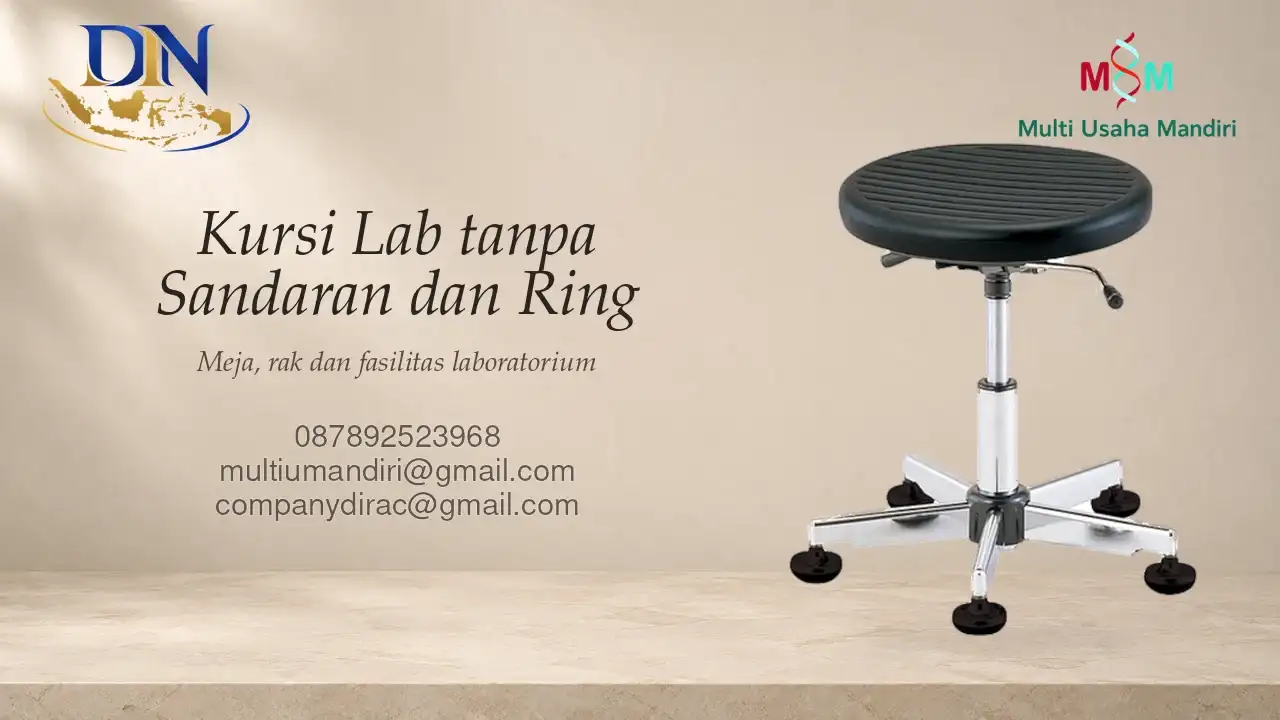 DN
M M
Multi Usaha Mandiri
Kursi Lab tanpa
Sandaran dan Ring
Meja, rak dan fasilitas laboratorium
087892523968
multiumandiri@gmail.com
companydirac@gmail.com